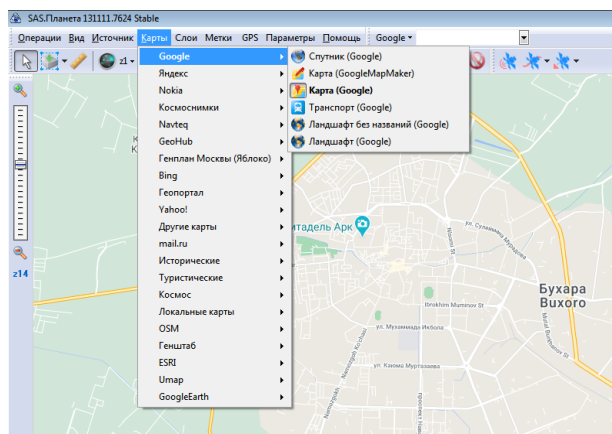 SAS.Планета 131111.7624 Stable
Операции Вид Источник Карты Слои Метки GPS Параметры Помощь Google
z1
Google
Яндекс
Nokia
Космоснимки
Navteq
GeoHub
Генплан Москвы (Яблоко)
Bing
Геопортал
Yahoo!
Другие карты
mail.ru
Исторические
Туристические
Космос
Локальные карты
OSM
Генштаб
ESRI
Umap
GoogleEarth
Спутник (Google)
Карта (GoogleMapMaker)
Карта (Google)
Транспорт (Google)
Ландшафт без названий (Google)
Ландшафт (Google)
z14
итадель Арк
Бухара
Buxoro
Ibrokhim Muminov St
ул. Мухаммада Икбола
ул. Каюма Муртазаева